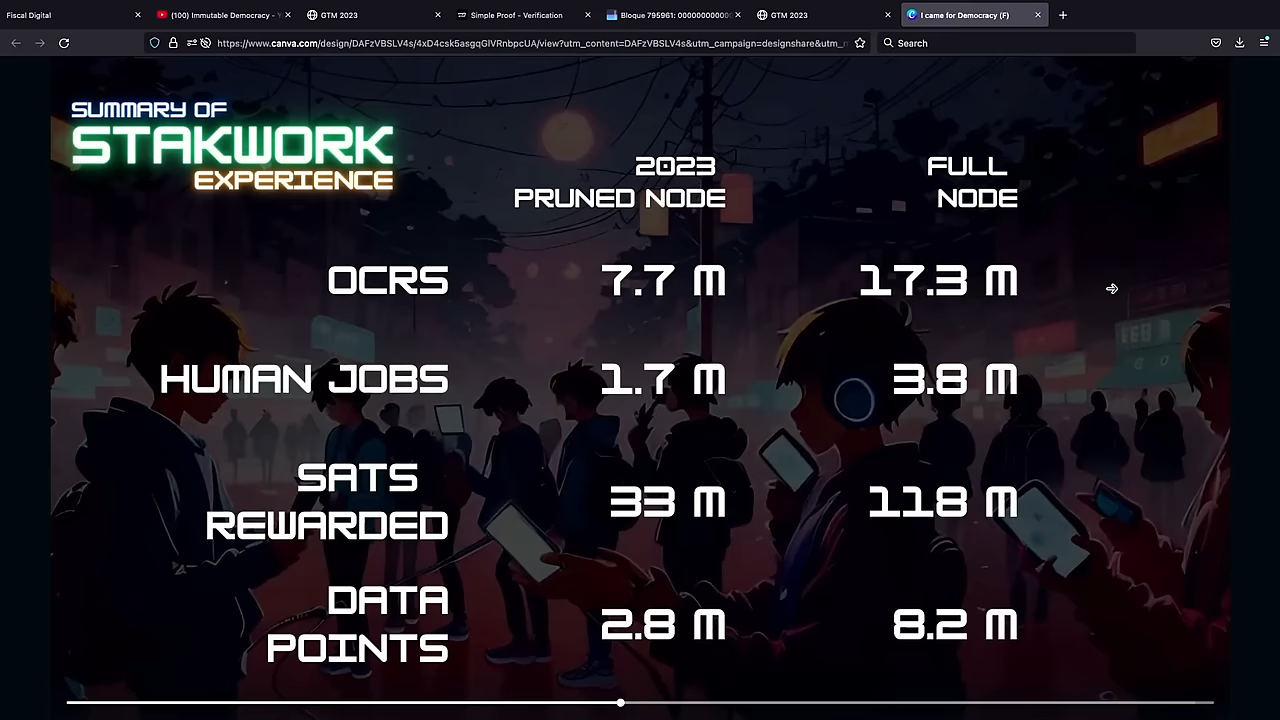 Fiscal Digital
(100) Immutable Democracy - Y
GTM 2023
Simple Proof - Verification
Bloque 795961: 000000000000
GTM 2023
I came for Democracy (F)
https://www.canva.com/design/DAFzVBSLV4s/4xD4csk5asgqGlVRnbpcUA/view?utm_content=DAFzVBSLV4s&utm_campaign=designshare&utm_m
Search
SUMMARY OF
STAKWORK
EXPERIENCE
2023
PRUNED NODE
FULL
NODE
OCRS
7.7 M
17.3 M
HUMAN JOBS
1.7 M
3.8 M
SATS
REWARDED
33 M
118 M
DATA
POINTS
2.8 M
8.2 M